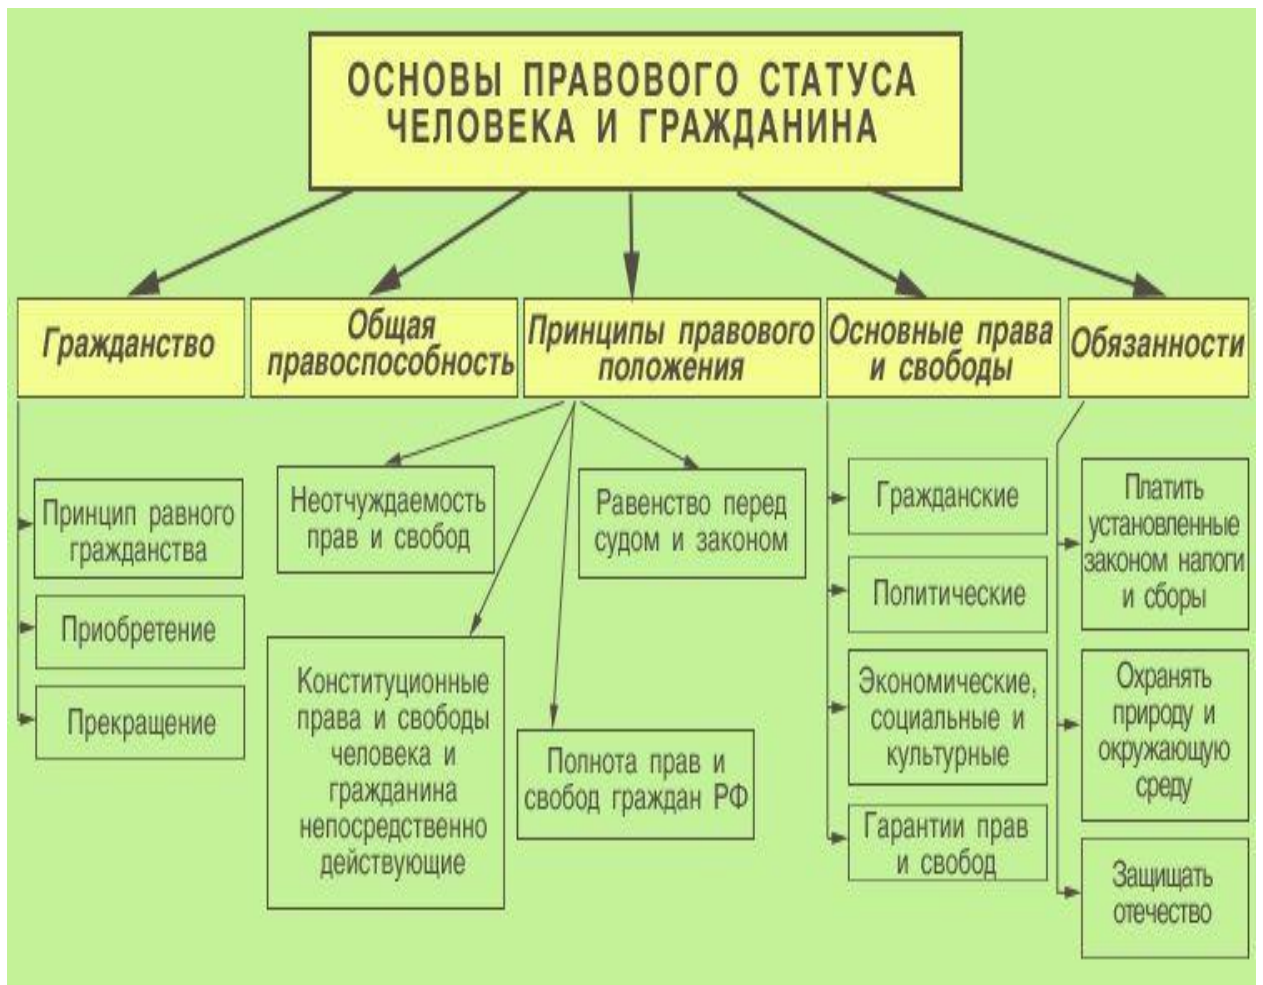 ОСНОВЫ ПРАВОВОГО СТАТУСА
ЧЕЛОВЕКА И ГРАЖДАНИНА
Гражданство
Общая
правоспособность
Принципы правового
положения
Основные права
и свободы
Обязанности
Принцип равного
гражданства
Приобретение
Прекращение
Неотчуждаемость
прав и свобод
Конституционные
права и свободы
человека и
гражданина
непосредственно
действующие
Полнота прав и
свобод граждан РФ
Равенство перед
судом и законом
Гражданские
Политические
Экономические,
социальные и
культурные
Гарантии прав
и свобод
Платить
установленные
законом налоги
и сборы
Охранять
природу и
окружающую
среду
Защищать
отечество